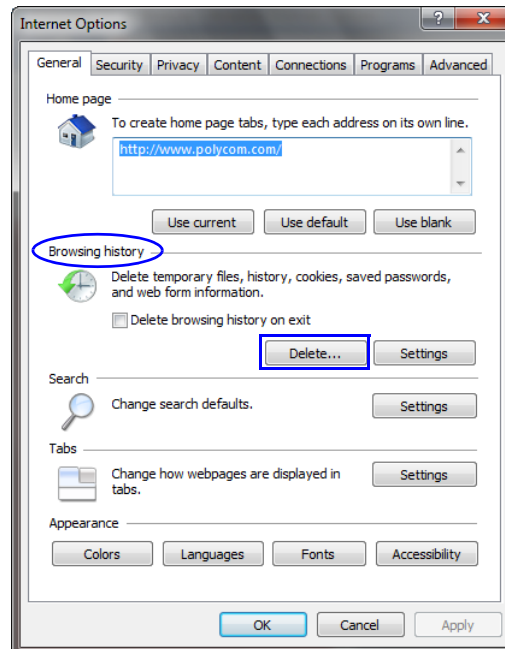 Internet Options
?
X
General Security Privacy Content Connections Programs Advanced
Home page
To create home page tabs, type each address on its own line.
http://www.polycom.com/
Use current Use default Use blank
Browsing history
Delete temporary files, history, cookies, saved passwords,
and web form information.
Delete browsing history on exit
Delete... Settings
Search
Change search defaults. Settings
Tabs
Change how webpages are displayed in Settings
tabs.
Appearance
Colors Languages Fonts Accessibility
OK Cancel Apply